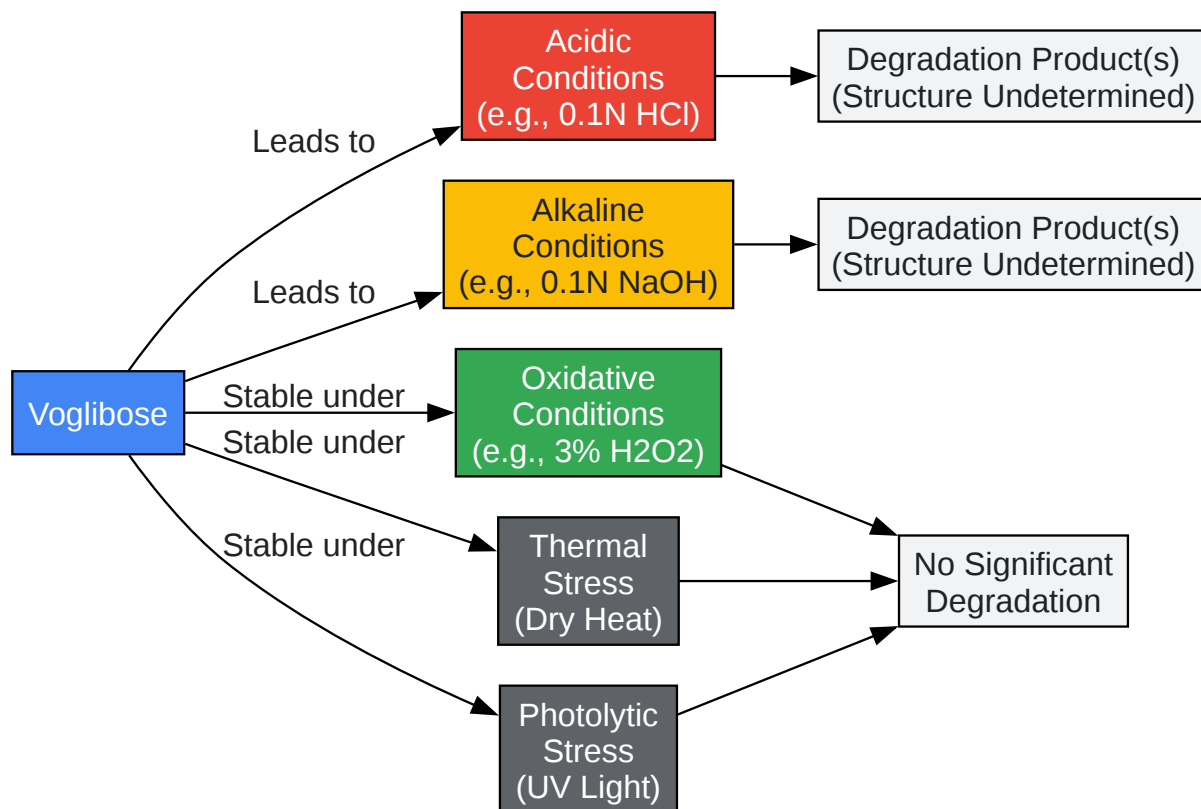 Acidic
Conditions
(e.g., 0.1N HCl)
Degradation Product(s)
(Structure Undetermined)
Leads to
Alkaline
Conditions
(e.g., 0.1N NaOH)
Degradation Product(s)
(Structure Undetermined)
Leads to
Voglibose
Stable under
Oxidative
Conditions
(e.g., 3% H2O2)
Stable under
Thermal
Stress
(Dry Heat)
No Significant
Degradation
Stable under
Photolytic
Stress
(UV Light)